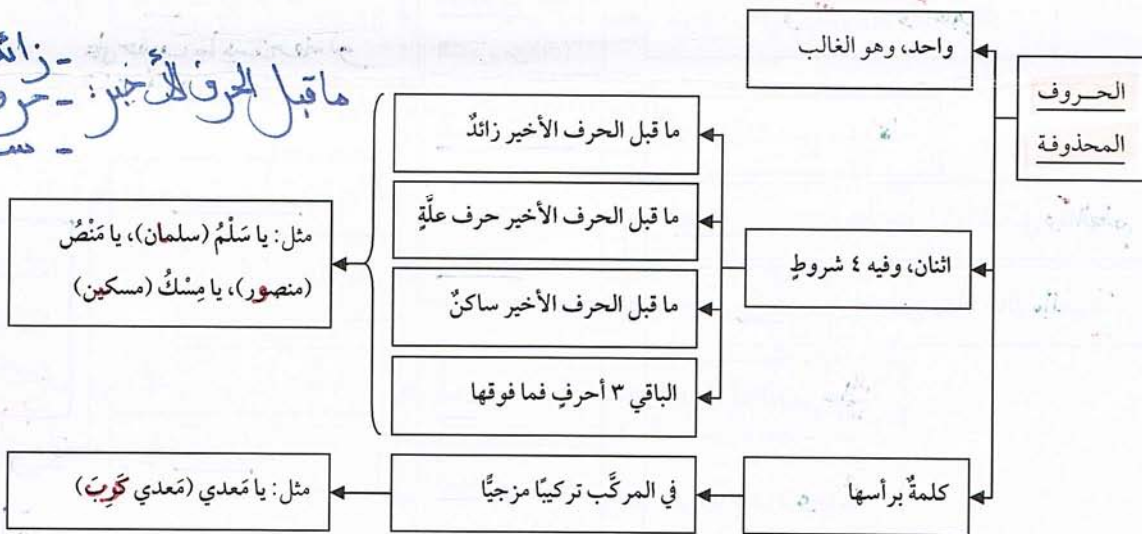 واحد، وهو الغالب
الحروف
المحذوفة
ما قبل الحرف الأخير:
- زائد
- حرف
ما قبل الحرف الأخير زائدٌ
ما قبل الحرف الأخير حرف علَّةٍ
ما قبل الحرف الأخير ساكنٌ
الباقي ٣ أحرفٍ فما فوقها
اثنان، وفيه ٤ شروطٍ
مثل: يا سَلْمُ (سلمان)، يا مَنْصُ
(منصور)، يا مِسْكُ (مسكين)
كلمةٌ برأسها
في المركَّب تركيبًا مزجيًّا
مثل: يا مَعدي (مَعدي كَرِبَ)